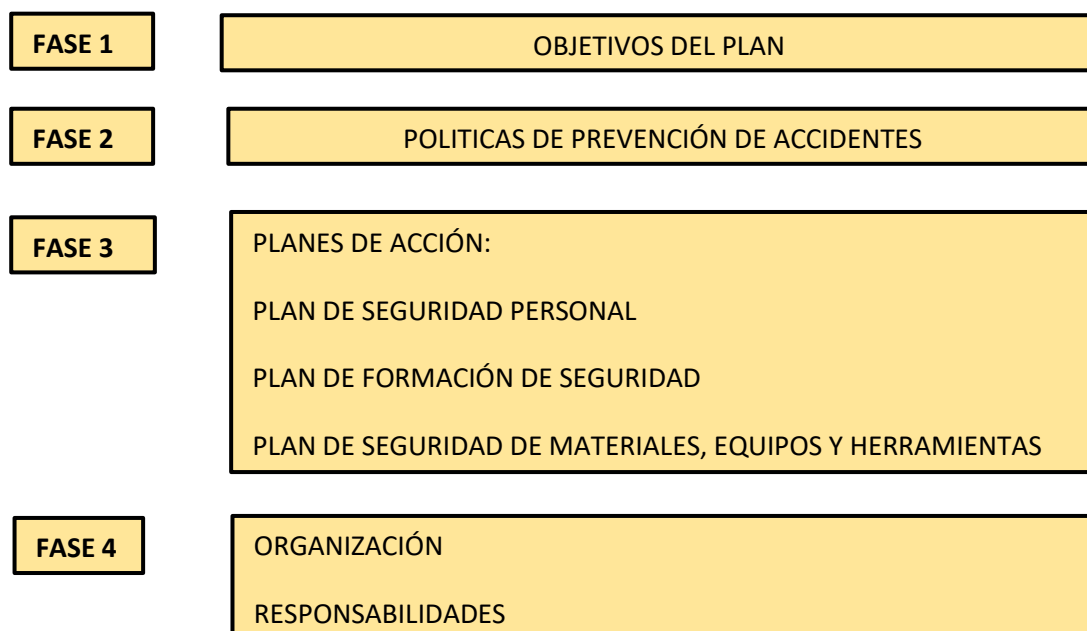 FASE 1
OBJETIVOS DEL PLAN
FASE 2
POLITICAS DE PREVENCIÓN DE ACCIDENTES
FASE 3
PLANES DE ACCIÓN:
PLAN DE SEGURIDAD PERSONAL
PLAN DE FORMACIÓN DE SEGURIDAD
PLAN DE SEGURIDAD DE MATERIALES, EQUIPOS Y HERRAMIENTAS
FASE 4
ORGANIZACIÓN
RESPONSABILIDADES